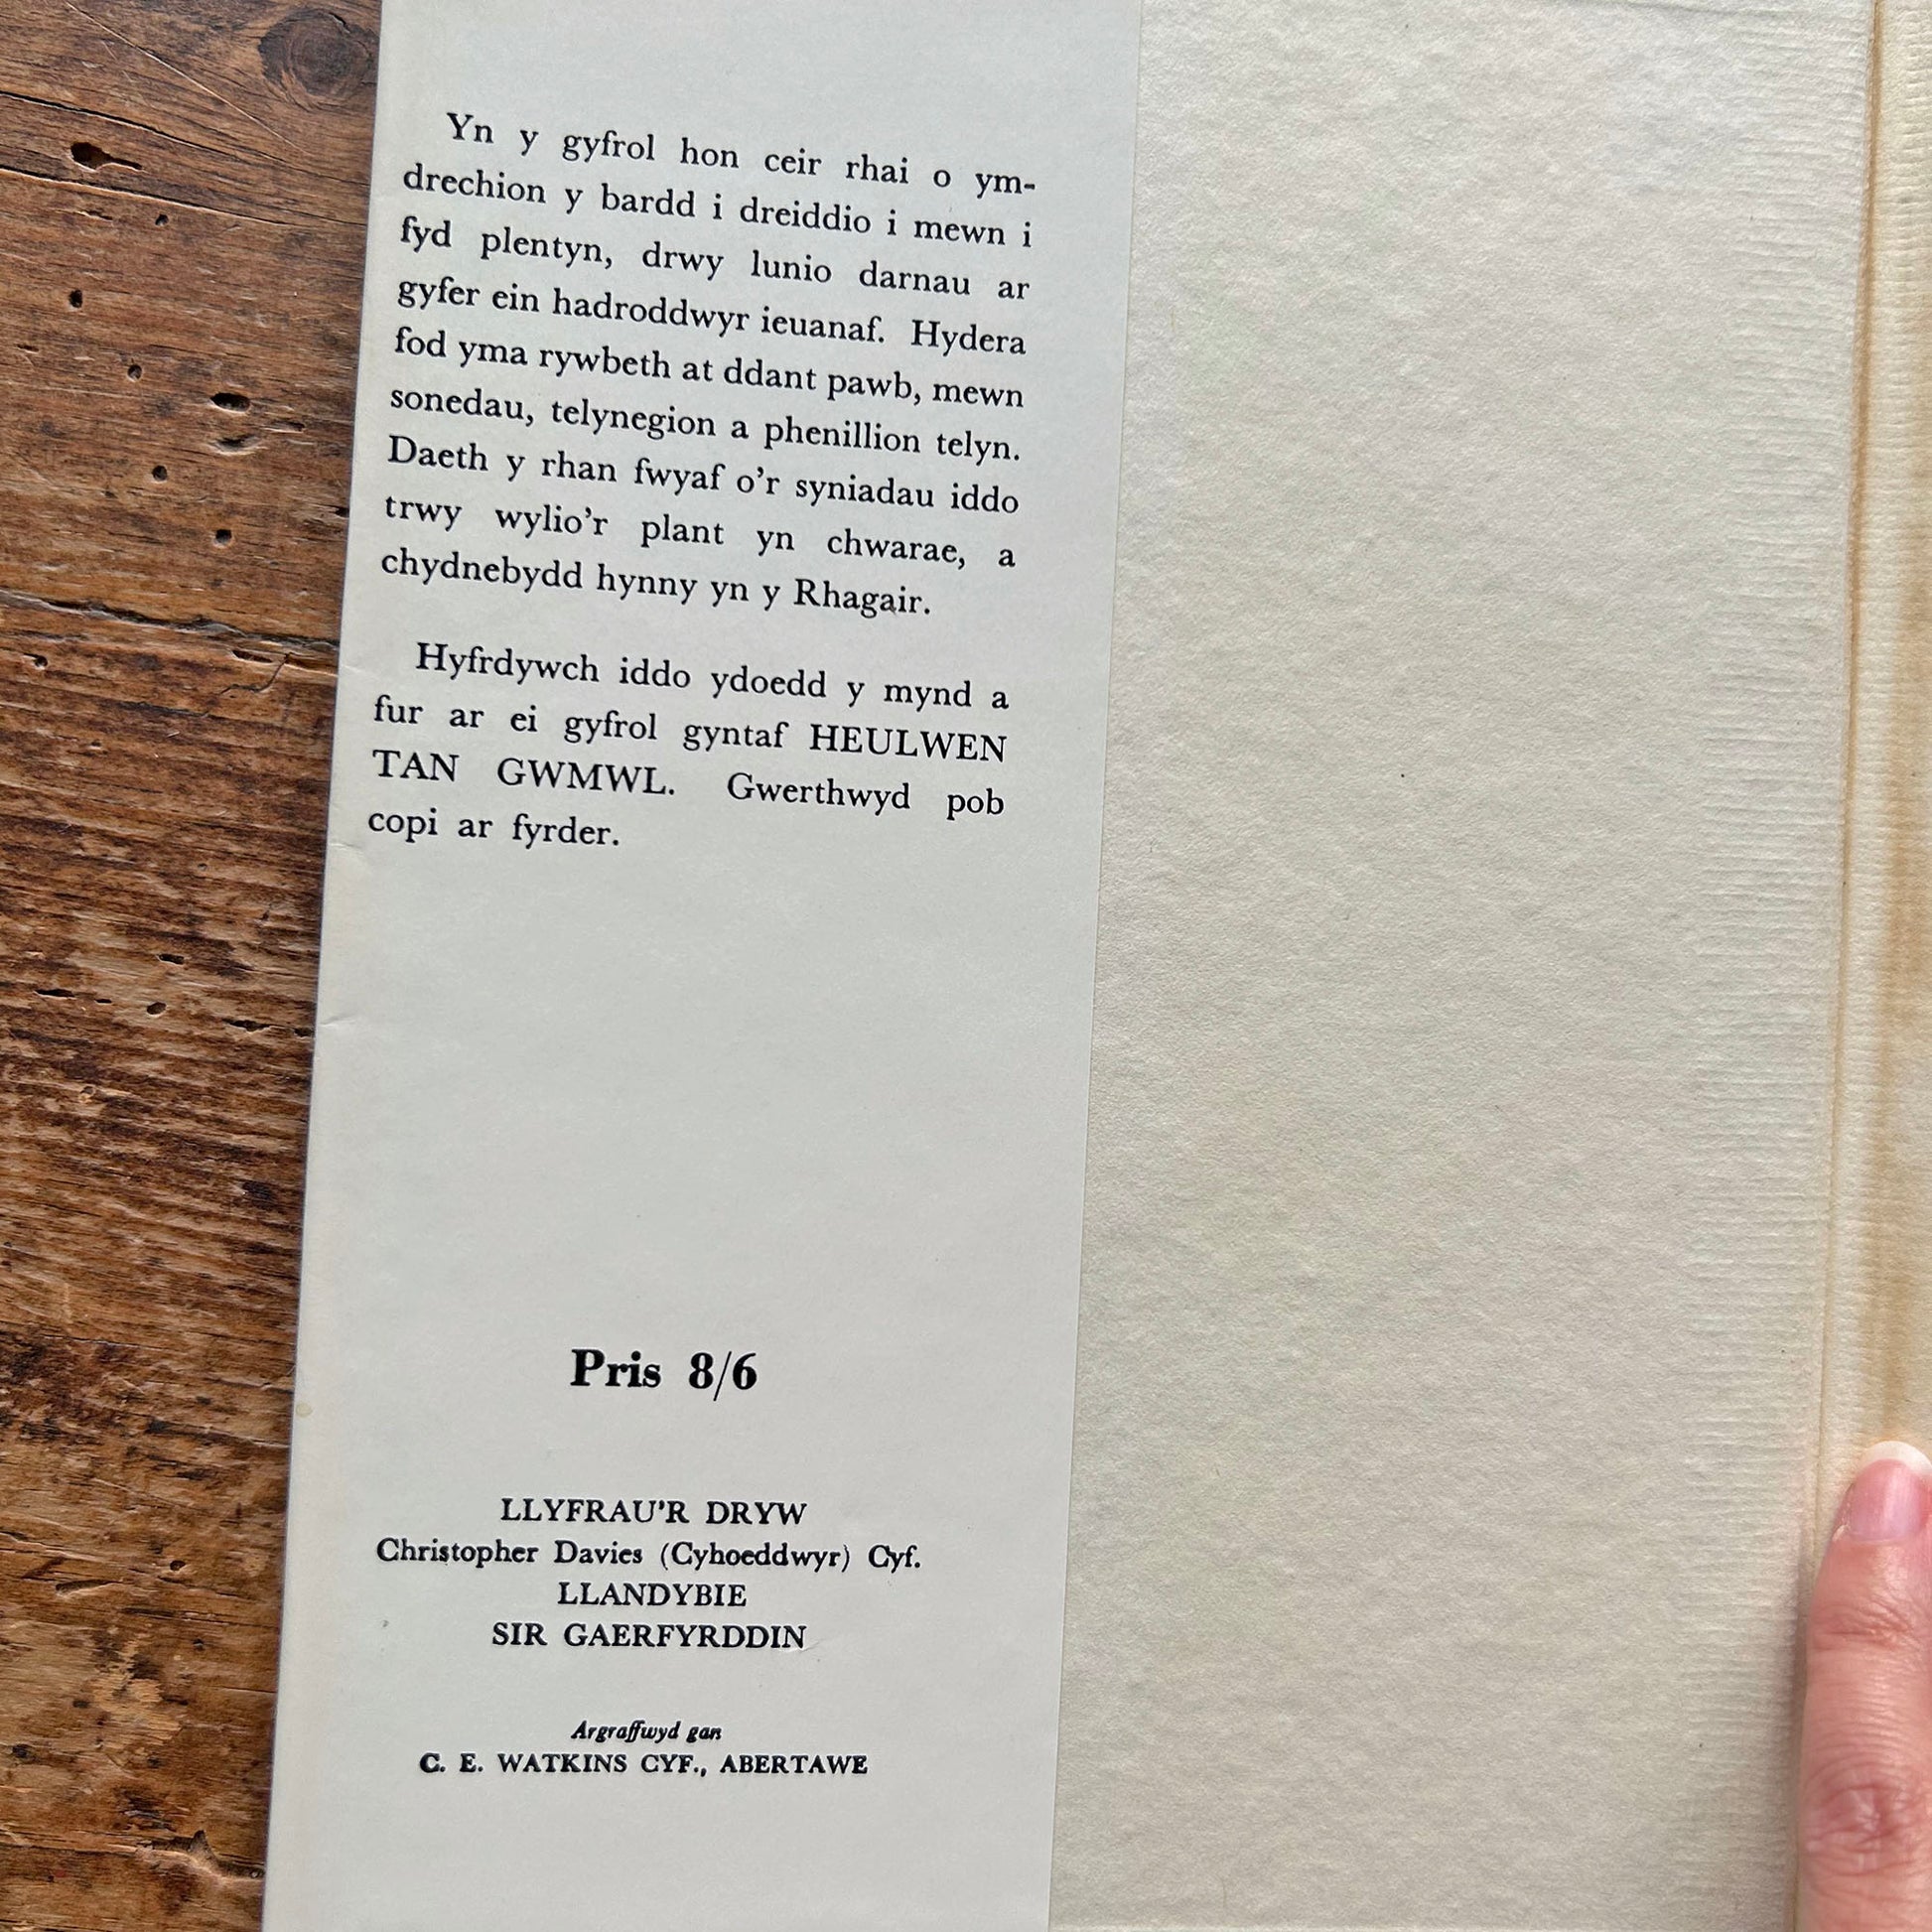 Yn y gyfrol hon ceir rhai o ym-
drechion y bardd i dreiddio i mewn i
fyd plentyn, drwy lunio darnau ar
gyfer ein hadroddwyr ieuanaf. Hydera
fod yma rywbeth at ddant pawb, mewn
sonedau, telynegion a phenillion telyn.
Daeth y rhan fwyaf o'r syniadau iddo
trwy wylio'r plant yn chwarae, a
chydnebydd hynny yn y Rhagair.
Hyfrdywch iddo ydoedd y mynd a
fur ar ei gyfrol gyntaf HEULWEN
TAN GWMWL. Gwerthwyd pob
copi ar fyrder.
Pris 8/6
LLYFRAU'R DRYW
Christopher Davies (Cyhoeddwyr) Cyf.
LLANDYBIE
SIR GAERFYRDDIN
Argraffwyd gan
C. E. WATKINS CYF., ABERTAWE